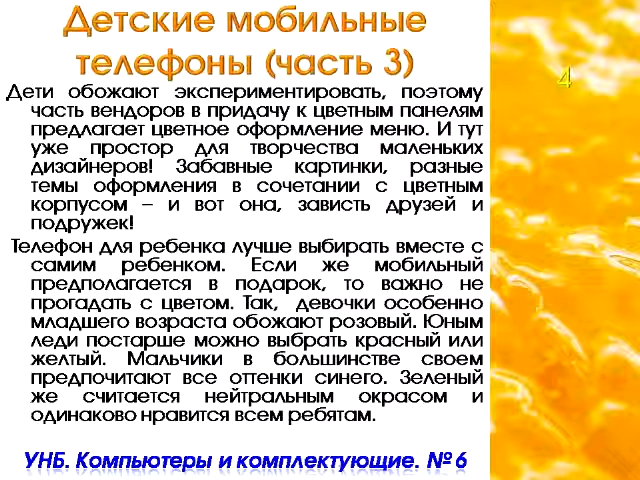 Детские мобильные
телефоны (часть 3)
4
Дети обожают экспериментировать, поэтому
часть вендоров в придачу к цветным панелям
предлагает цветное оформление меню. И тут
уже простор для творчества маленьких
дизайнеров! Забавные картинки, разные
темы оформления в сочетании с цветным
корпусом – и вот она, зависть друзей и
подружек!
Телефон для ребенка лучше выбирать вместе с
самим ребенком. Если же мобильный
предполагается в подарок, то важно не
прогадать с цветом. Так, девочки особенно
младшего возраста обожают розовый. Юным
леди постарше можно выбрать красный или
желтый. Мальчики в большинстве своем
предпочитают все оттенки синего. Зеленый
же считается нейтральным окрасом и
одинаково нравится всем ребятам.
УНБ. Компьютеры и комплектующие. № 6